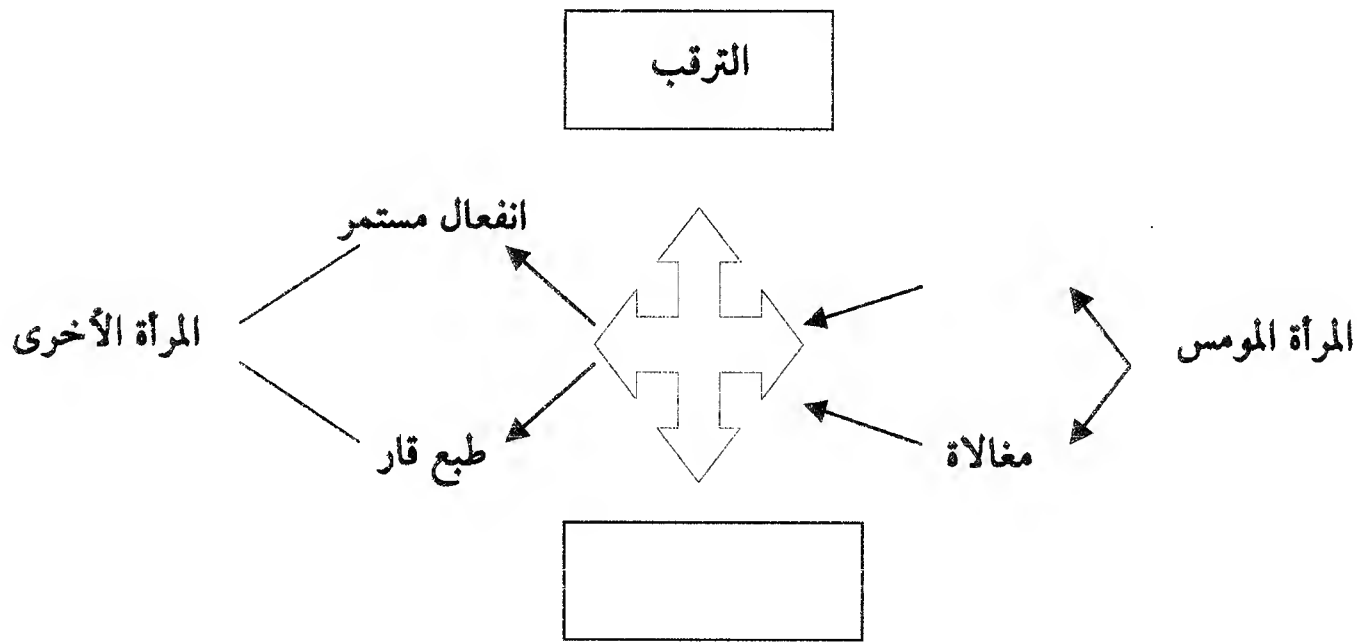 الترقب
انفعال مستمر
المرأة المومس
المرأة الأخرى
مغالاة
طبع قار